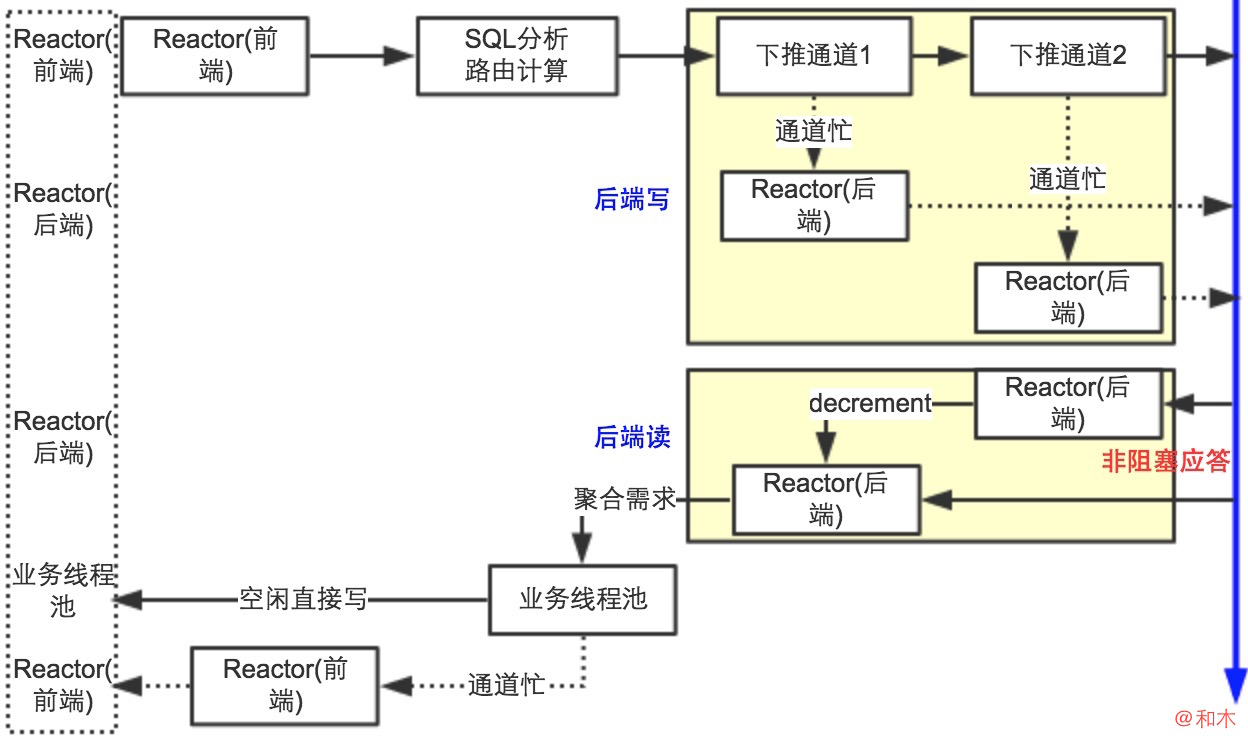 Reactor(
前端)
Reactor(前
端)
SQL分析
路由计算
下推通道1
下推通道2
通道忙
通道忙
Reactor(
后端)
后端写
Reactor(后
端)
Reactor(后
端)
Reactor(后
端)
decrement
Reactor(
后端)
后端读
非阻塞应答
Reactor(后
端)
聚合需求
业务线程
池
空闲直接写
业务线程池
Reactor(
前端)
Reactor(前
端)
通道忙
@和木